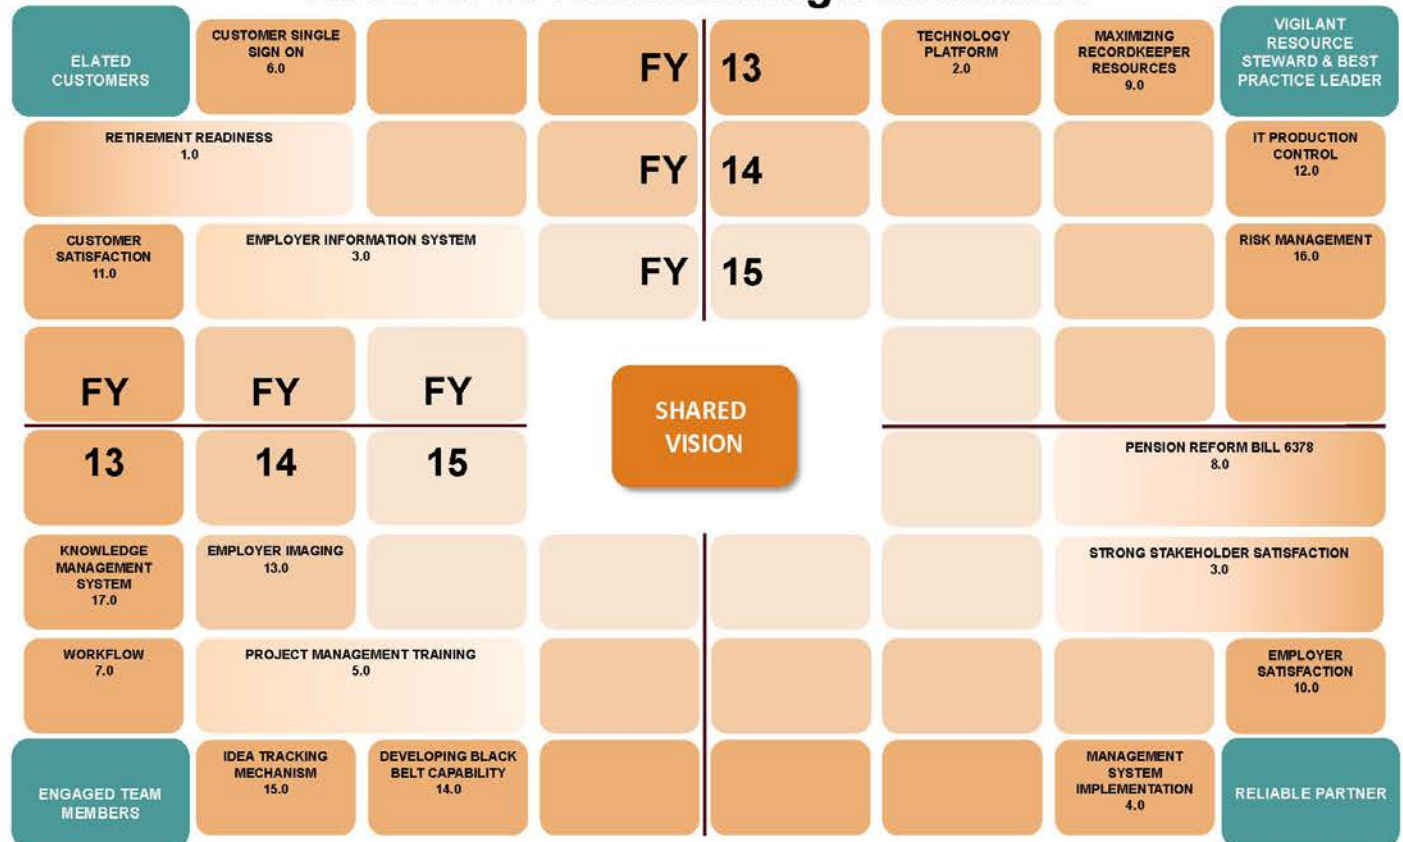 ELATED
CUSTOMERS
CUSTOMER SINGLE
SIGN ON
6.0
FY 13
TECHNOLOGY
PLATFORM
2.0
MAXIMIZING
RECORDKEEPER
RESOURCES
9.0
VIGILANT
RESOURCE
STEWARD & BEST
PRACTICE LEADER
RETIREMENT READINESS
1.0
FY 14
IT PRODUCTION
CONTROL
12.0
CUSTOMER
SATISFACTION
11.0
EMPLOYER INFORMATION SYSTEM
3.0
FY 15
RISK MANAGEMENT
16.0
FY
FY
FY
SHARED
VISION
13
14
15
PENSION REFORM BILL 6378
8.0
KNOWLEDGE
MANAGEMENT
SYSTEM
17.0
EMPLOYER IMAGING
13.0
STRONG STAKEHOLDER SATISFACTION
3.0
WORKFLOW
7.0
PROJECT MANAGEMENT TRAINING
5.0
EMPLOYER
SATISFACTION
10.0
ENGAGED TEAM
MEMBERS
IDEA TRACKING
MECHANISM
15.0
DEVELOPING BLACK
BELT CAPABILITY
14.0
MANAGEMENT
SYSTEM
IMPLEMENTATION
4.0
RELIABLE PARTNER